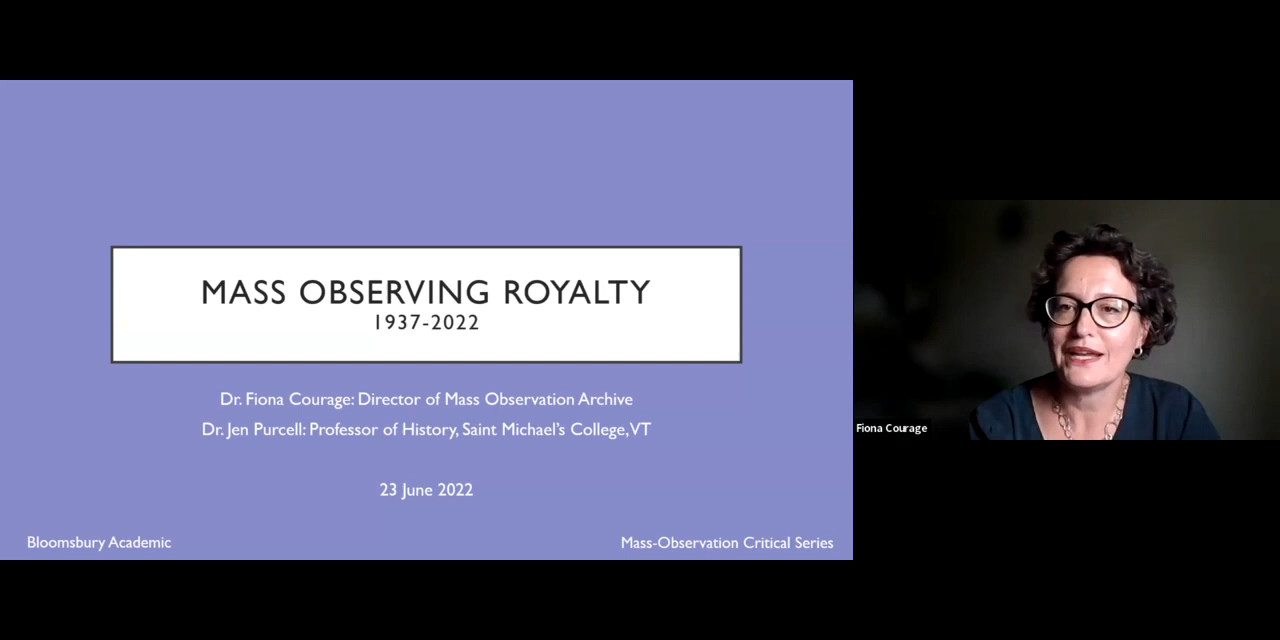 MASS OBSERVING ROYALTY
1937-2022
Dr. Fiona Courage: Director of Mass Observation Archive
Dr. Jen Purcell: Professor of History, Saint Michael's College, VT
23 June 2022
Bloomsbury Academic
Mass-Observation Critical Series
Fiona Courage